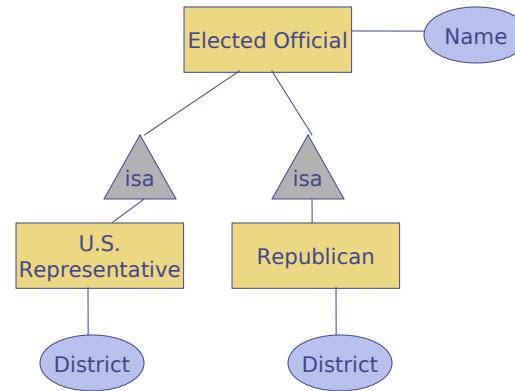 Elected Official
Name
isa
isa
U.S.
Representative
Republican
District
District